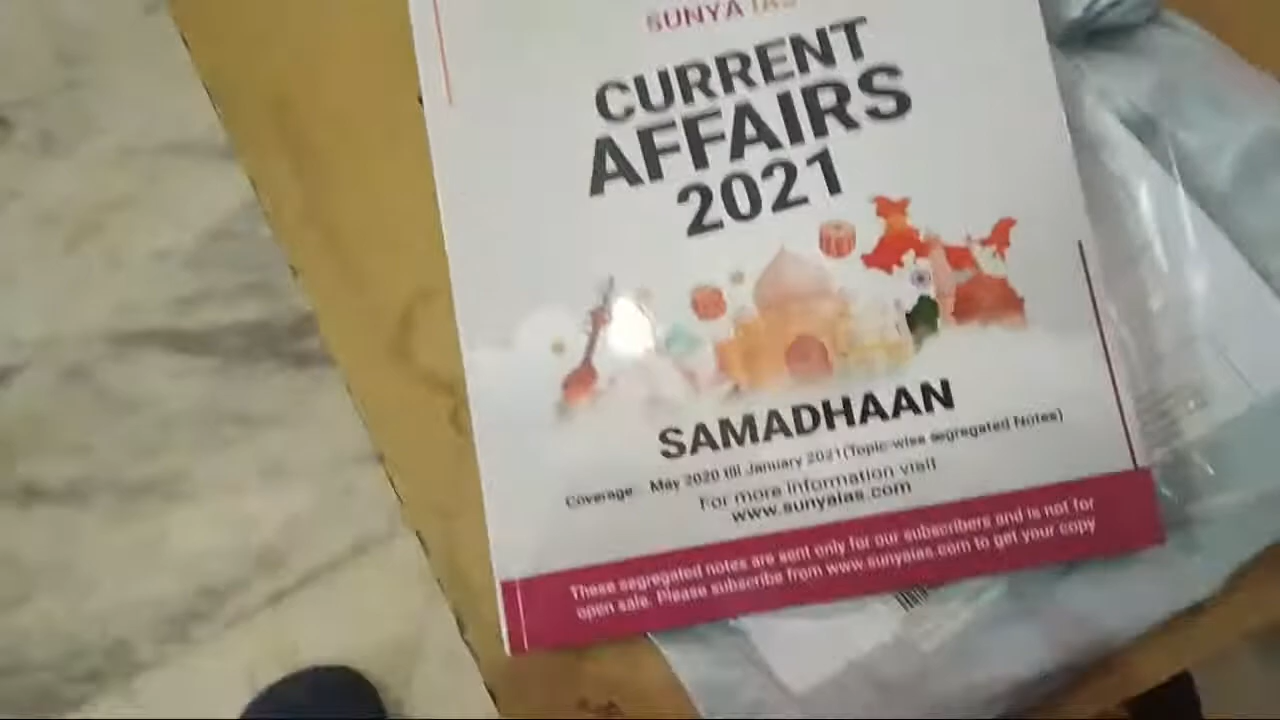 SUNYA IAS
CURRENT
AFFAIRS
2021
SAMADHAAN
Coverage May 2020 till January 2021(Topic-wise segregated Notes)
For more information visit
www.sunyaias.com
These segregated notes are sent only for our subscribers and is not for
open sale. Please subscribe from www.sunyaias.com to get your copy